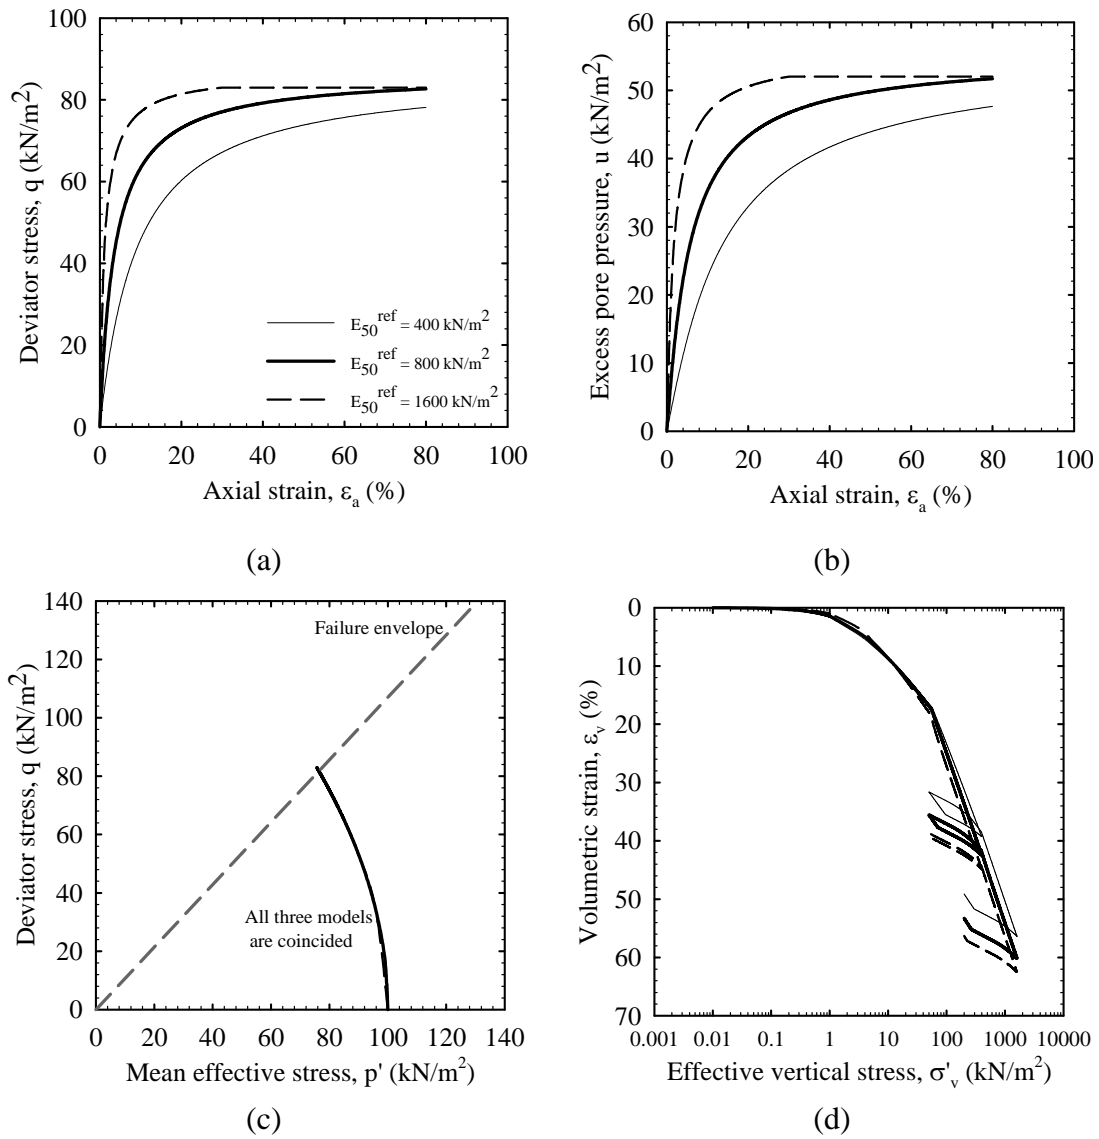 100
80
60
40
20
0
Deviator stress, q (kN/m²)
E₅₀ʳᵉᶠ = 400 kN/m²
E₅₀ʳᵉᶠ = 800 kN/m²
E₅₀ʳᵉᶠ = 1600 kN/m²
0 20 40 60 80 100
Axial strain, εₐ (%)
(a)
60
50
40
30
20
10
0
Excess pore pressure, u (kN/m²)
0 20 40 60 80 100
Axial strain, εₐ (%)
(b)
140
120
100
80
60
40
20
0
Deviator stress, q (kN/m²)
Failure envelope
All three models
are coincided
0 20 40 60 80 100 120 140
Mean effective stress, p' (kN/m²)
(c)
0
10
20
30
40
50
60
70
Volumetric strain, εᵥ (%)
0.001 0.01 0.1 1 10 100 1000 10000
Effective vertical stress, σ'ᵥ (kN/m²)
(d)